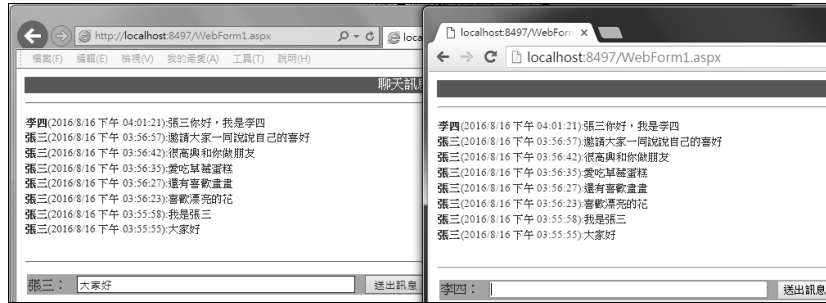 http://localhost:8497/WebForm1.aspx
檔案(F) 編輯(E) 檢視(V) 我的最愛(A) 工具(T) 說明(H)
聊天訊
李四(2016/8/16 下午 04:01:21):張三你好，我是李四
張三(2016/8/16 下午 03:56:57):邀請大家一同說說自己的喜好
張三(2016/8/16 下午 03:56:42):很高興和你做朋友
張三(2016/8/16 下午 03:56:35):愛吃草莓蛋糕
張三(2016/8/16 下午 03:56:27):還有喜歡畫畫
張三(2016/8/16 下午 03:56:23):喜歡漂亮的花
張三(2016/8/16 下午 03:55:58):我是張三
張三(2016/8/16 下午 03:55:55):大家好
張三： 大家好 送出訊息
localhost:8497/WebForm
localhost:8497/WebForm1.aspx
李四(2016/8/16 下午 04:01:21):張三你好，我是李四
張三(2016/8/16 下午 03:56:57):邀請大家一同說說自己的喜好
張三(2016/8/16 下午 03:56:42):很高興和你做朋友
張三(2016/8/16 下午 03:56:35):愛吃草莓蛋糕
張三(2016/8/16 下午 03:56:27):還有喜歡畫畫
張三(2016/8/16 下午 03:56:23):喜歡漂亮的花
張三(2016/8/16 下午 03:55:58):我是張三
張三(2016/8/16 下午 03:55:55):大家好
李四： 送出訊息